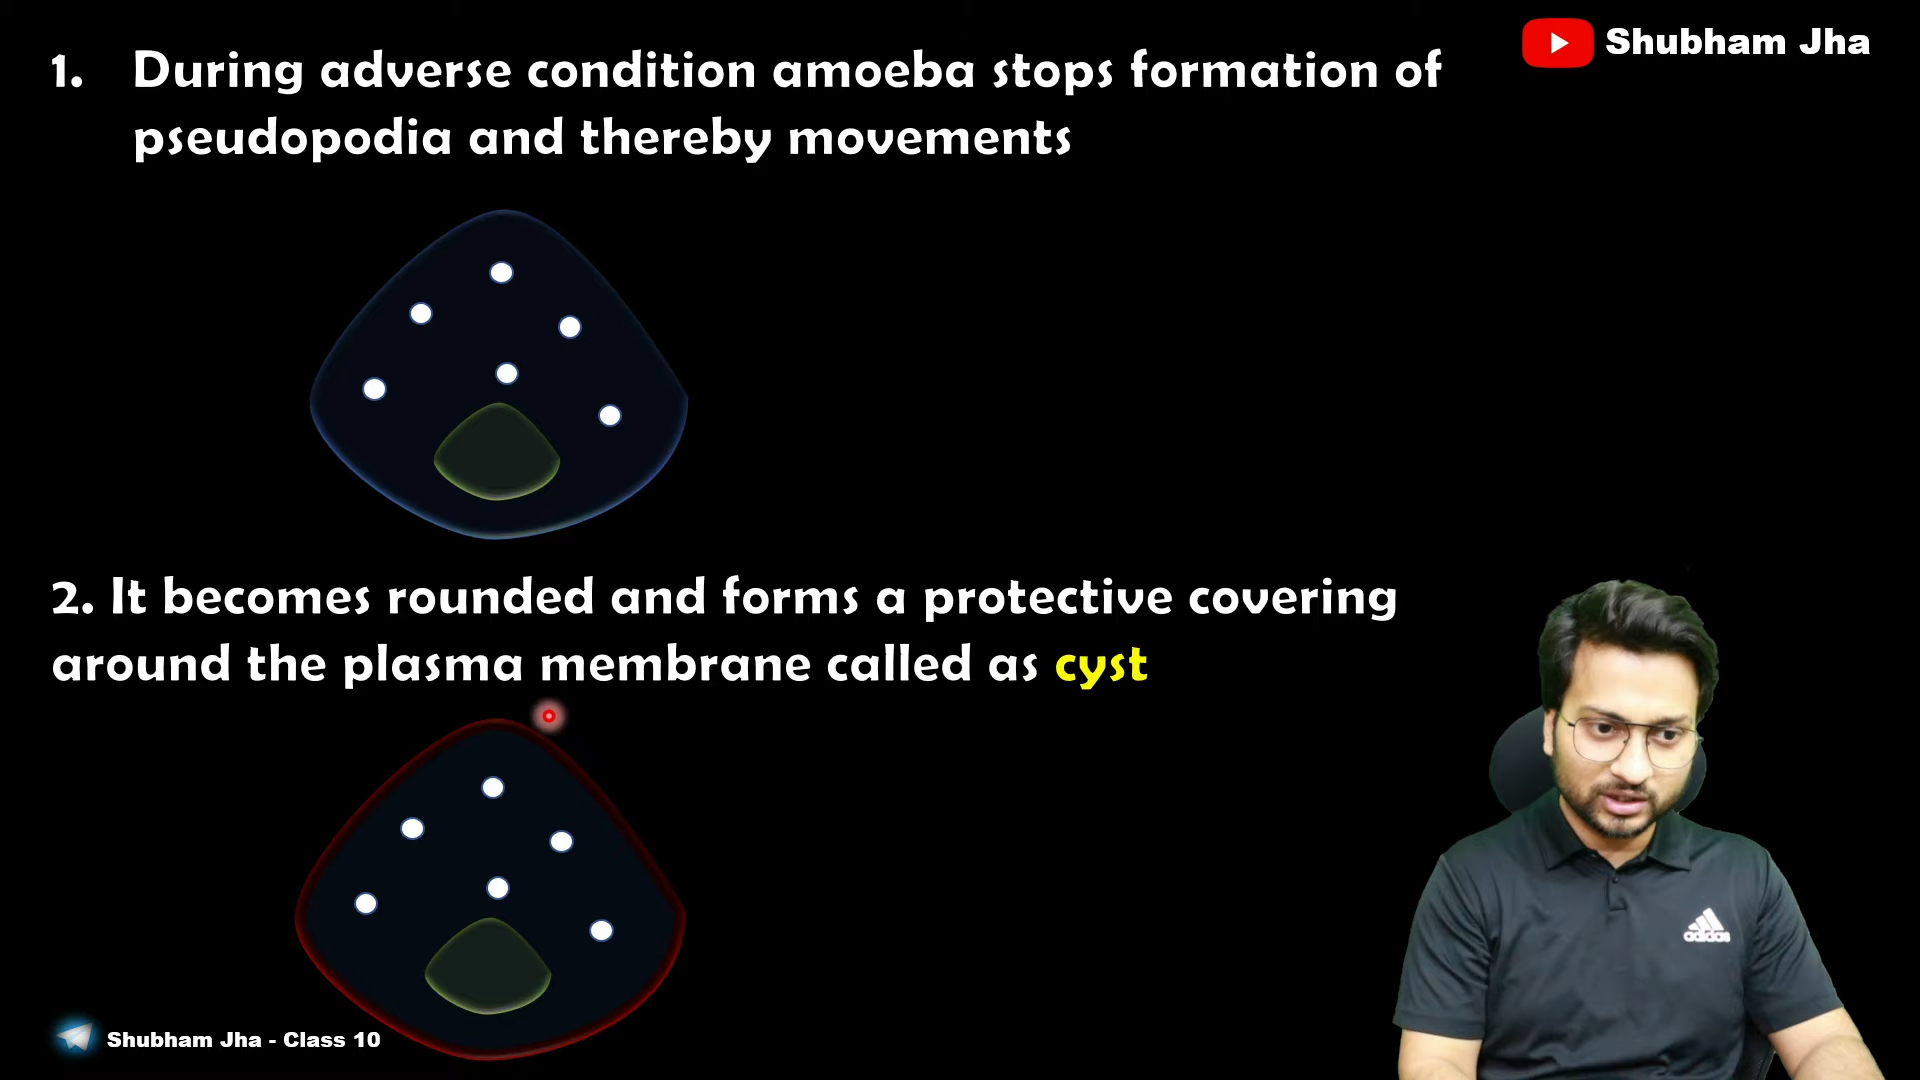 1. During adverse condition amoeba stops formation of
pseudopodia and thereby movements
Shubham Jha
2. It becomes rounded and forms a protective covering
around the plasma membrane called as cyst
adidas
Shubham Jha - Class 10